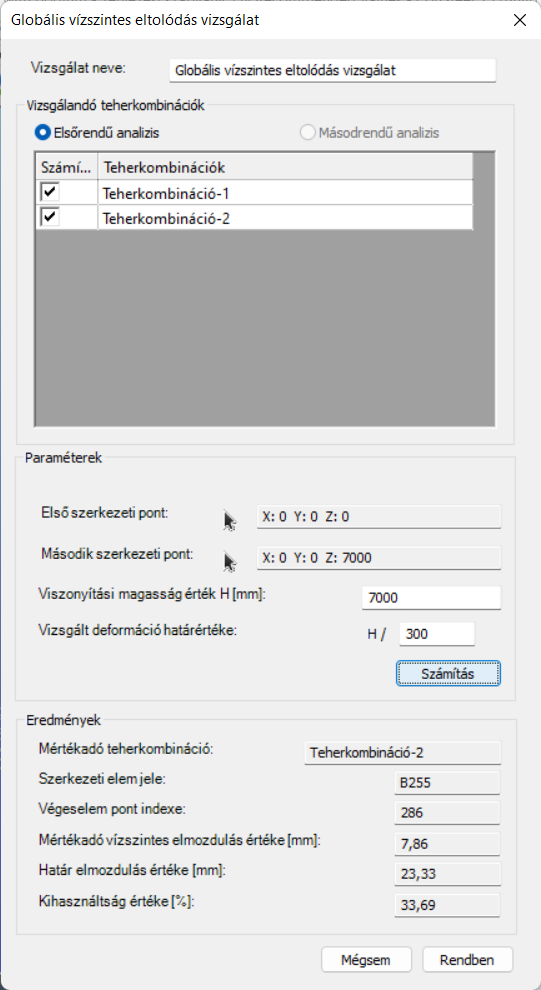 Globális vízszintes eltolódás vizsgálat
Vizsgálat neve: Globális vízszintes eltolódás vizsgálat
Vizsgálandó teherkombinációk
Elsőrendű analizis Másodrendű analizis
Számí... Teherkombinációk
Teherkombináció-1
Teherkombináció-2
Paraméterek
Első szerkezeti pont: X: 0 Y: 0 Z: 0
Második szerkezeti pont: X: 0 Y: 0 Z: 7000
Viszonyítási magasság érték H [mm]: 7000
Vizsgált deformáció határértéke: H / 300
Számítás
Eredmények
Mértékadó teherkombináció: Teherkombináció-2
Szerkezeti elem jele: B255
Végeselem pont indexe: 286
Mértékadó vízszintes elmozdulás értéke [mm]: 7,86
Határ elmozdulás értéke [mm]: 23,33
Kihasználtság értéke [%]: 33,69
Mégsem Rendben